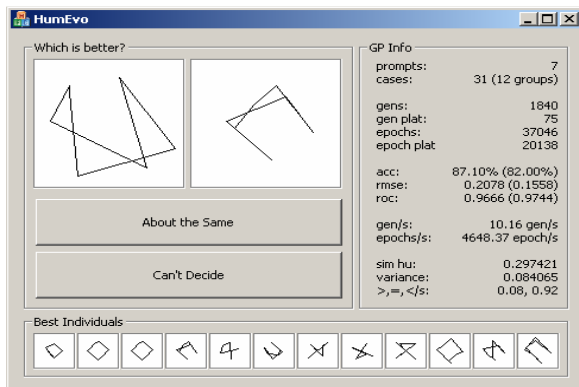 HumEvo
Which is better?
About the Same
Can't Decide
GP Info
prompts: 7
cases: 31 (12 groups)
gens: 1840
gen plat: 75
epochs: 37046
epoch plat 20138
acc: 87.10% (82.00%)
rmse: 0.2078 (0.1558)
roc: 0.9666 (0.9744)
gen/s: 10.16 gen/s
epochs/s: 4648.37 epoch/s
sim hu: 0.297421
variance: 0.084065
>,=,</s: 0.08, 0.92
Best Individuals